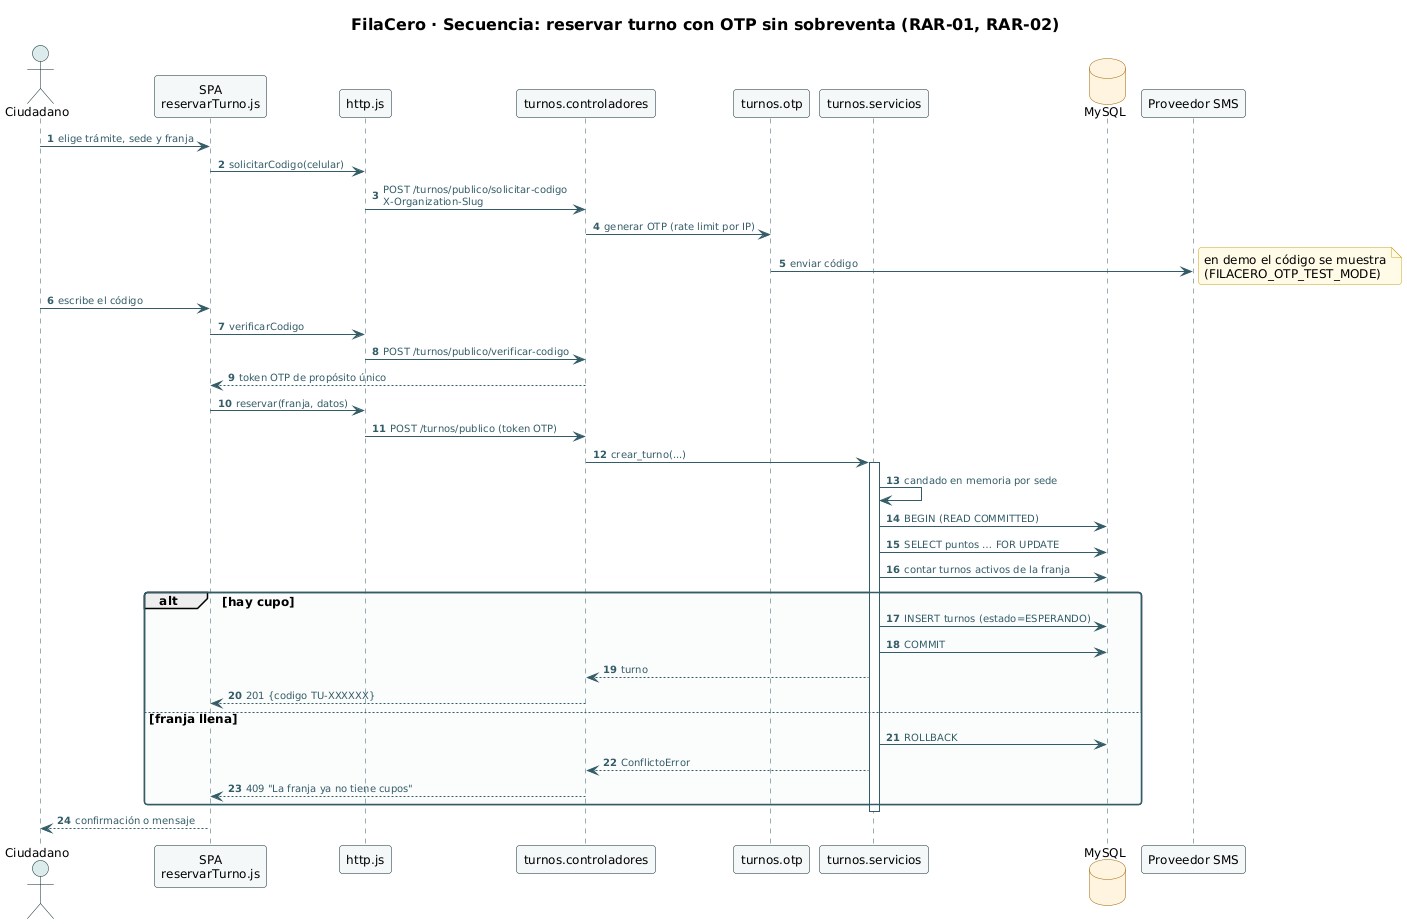 FilaCero · Secuencia: reservar turno con OTP sin sobreventa (RAR-01, RAR-02)
Ciudadano
SPA
reservarTurno.js
http.js
turnos.controladores
turnos.otp
turnos.servicios
MySQL
Proveedor SMS
1 elige trámite, sede y franja
2 solicitarCodigo(celular)
3 POST /turnos/publico/solicitar-codigo
X-Organization-Slug
4 generar OTP (rate limit por IP)
5 enviar código
en demo el código se muestra
(FILACERO_OTP_TEST_MODE)
6 escribe el código
7 verificarCodigo
8 POST /turnos/publico/verificar-codigo
9 token OTP de propósito único
10 reservar(franja, datos)
11 POST /turnos/publico (token OTP)
12 crear_turno(...)
13 candado en memoria por sede
14 BEGIN (READ COMMITTED)
15 SELECT puntos ... FOR UPDATE
16 contar turnos activos de la franja
alt [hay cupo]
17 INSERT turnos (estado=ESPERANDO)
18 COMMIT
19 turno
20 201 {codigo TU-XXXXXX}
[franja llena]
21 ROLLBACK
22 ConflictoError
23 409 "La franja ya no tiene cupos"
24 confirmación o mensaje
Ciudadano
SPA
reservarTurno.js
http.js
turnos.controladores
turnos.otp
turnos.servicios
MySQL
Proveedor SMS